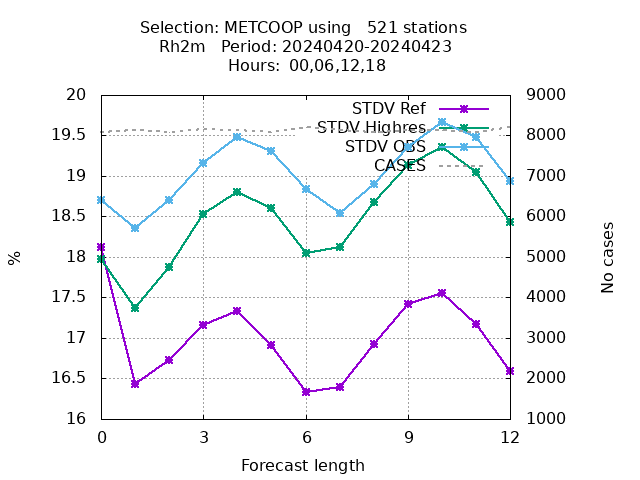 Selection: METCOOP using   521 stations
Rh2m   Period: 20240420-20240423
Hours:  00,06,12,18
20
19.5
19
18.5
18
17.5
17
16.5
16
9000
8000
7000
6000
5000
4000
3000
2000
1000
STDV Ref
STDV Highres
STDV OBS
CASES
%
No cases
0
3
6
9
12
Forecast length